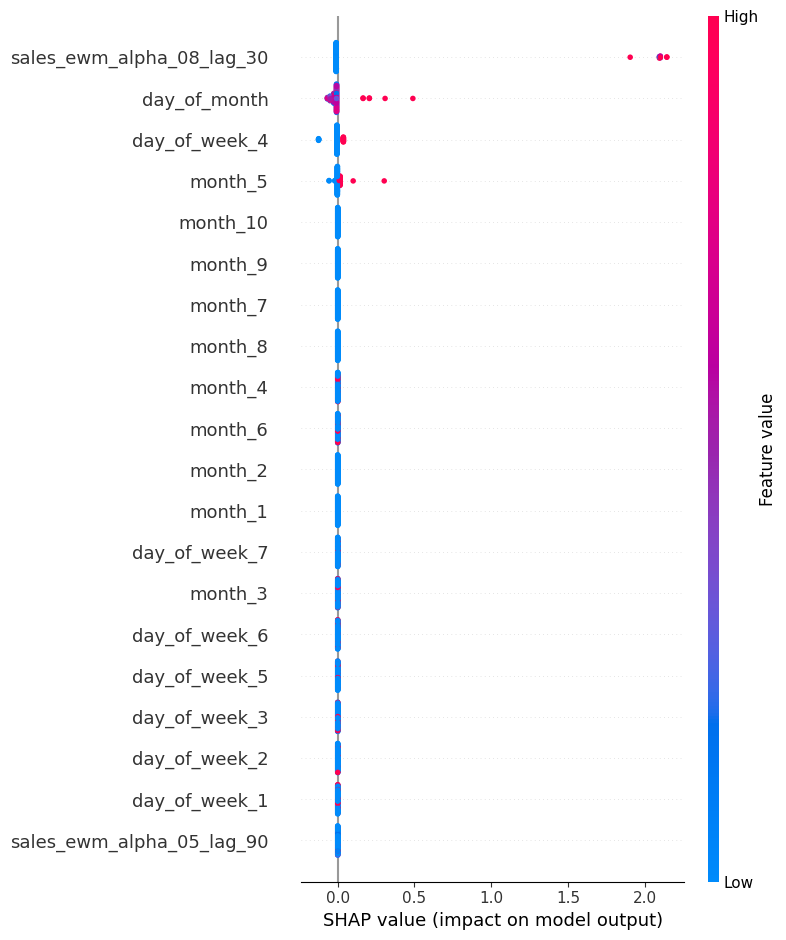 High
sales_ewm_alpha_08_lag_30
day_of_month
day_of_week_4
month_5
month_10
month_9
month_7
month_8
month_4
month_6
month_2
month_1
day_of_week_7
month_3
day_of_week_6
day_of_week_5
day_of_week_3
day_of_week_2
day_of_week_1
sales_ewm_alpha_05_lag_90
Feature value
Low
0.0 0.5 1.0 1.5 2.0
SHAP value (impact on model output)